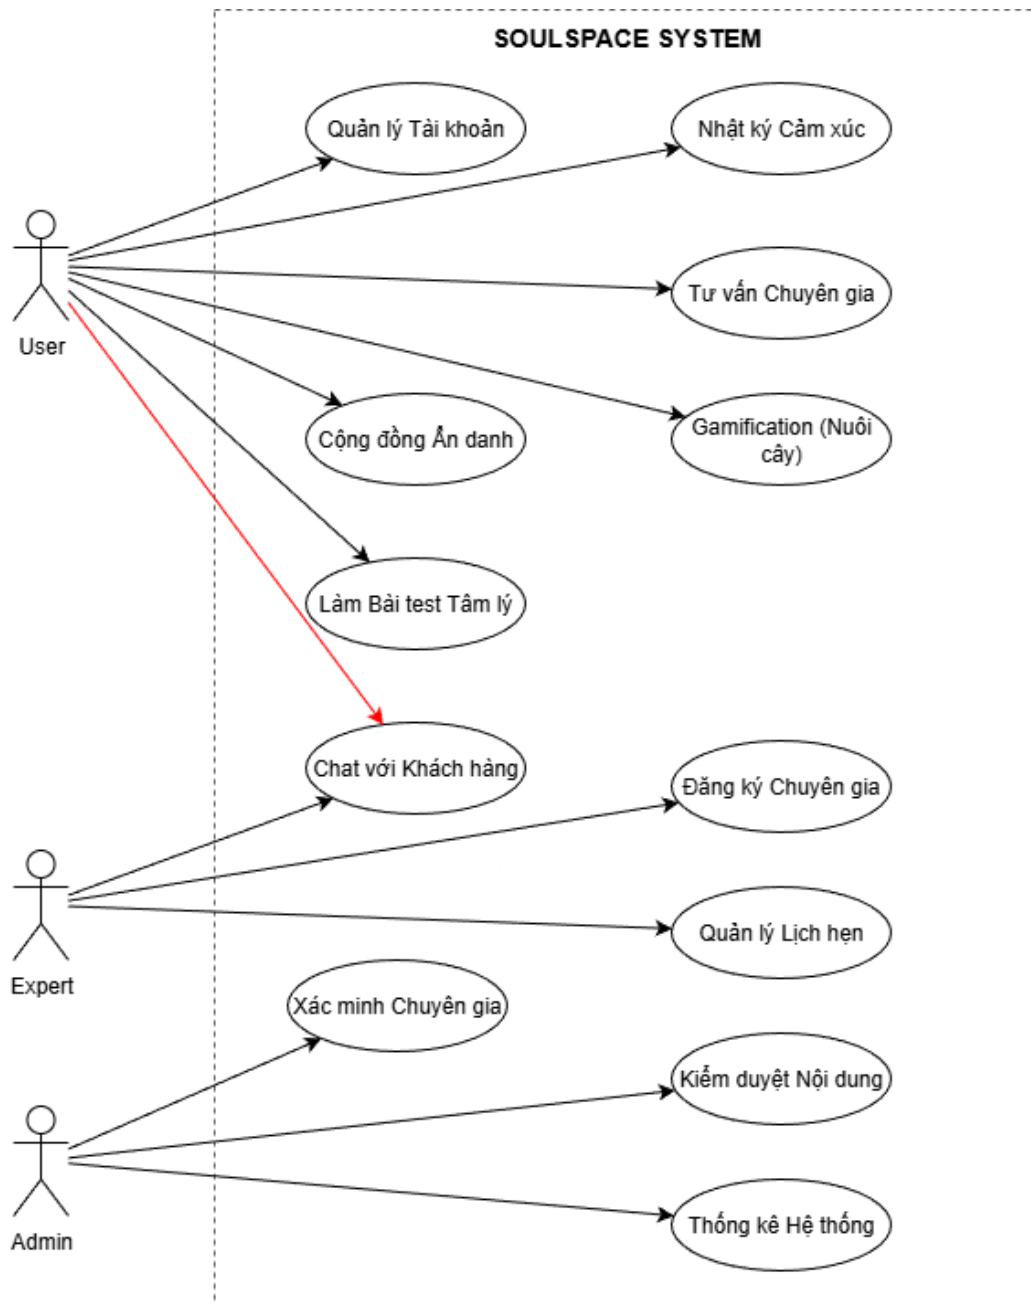 SOULSPACE SYSTEM
Quản lý Tài khoản
Nhật ký Cảm xúc
User
Tư vấn Chuyên gia
Cộng đồng Ẩn danh
Gamification (Nuôi
cây)
Làm Bài test Tâm lý
Chat với Khách hàng
Đăng ký Chuyên gia
Expert
Quản lý Lịch hẹn
Xác minh Chuyên gia
Kiểm duyệt Nội dung
Admin
Thống kê Hệ thống